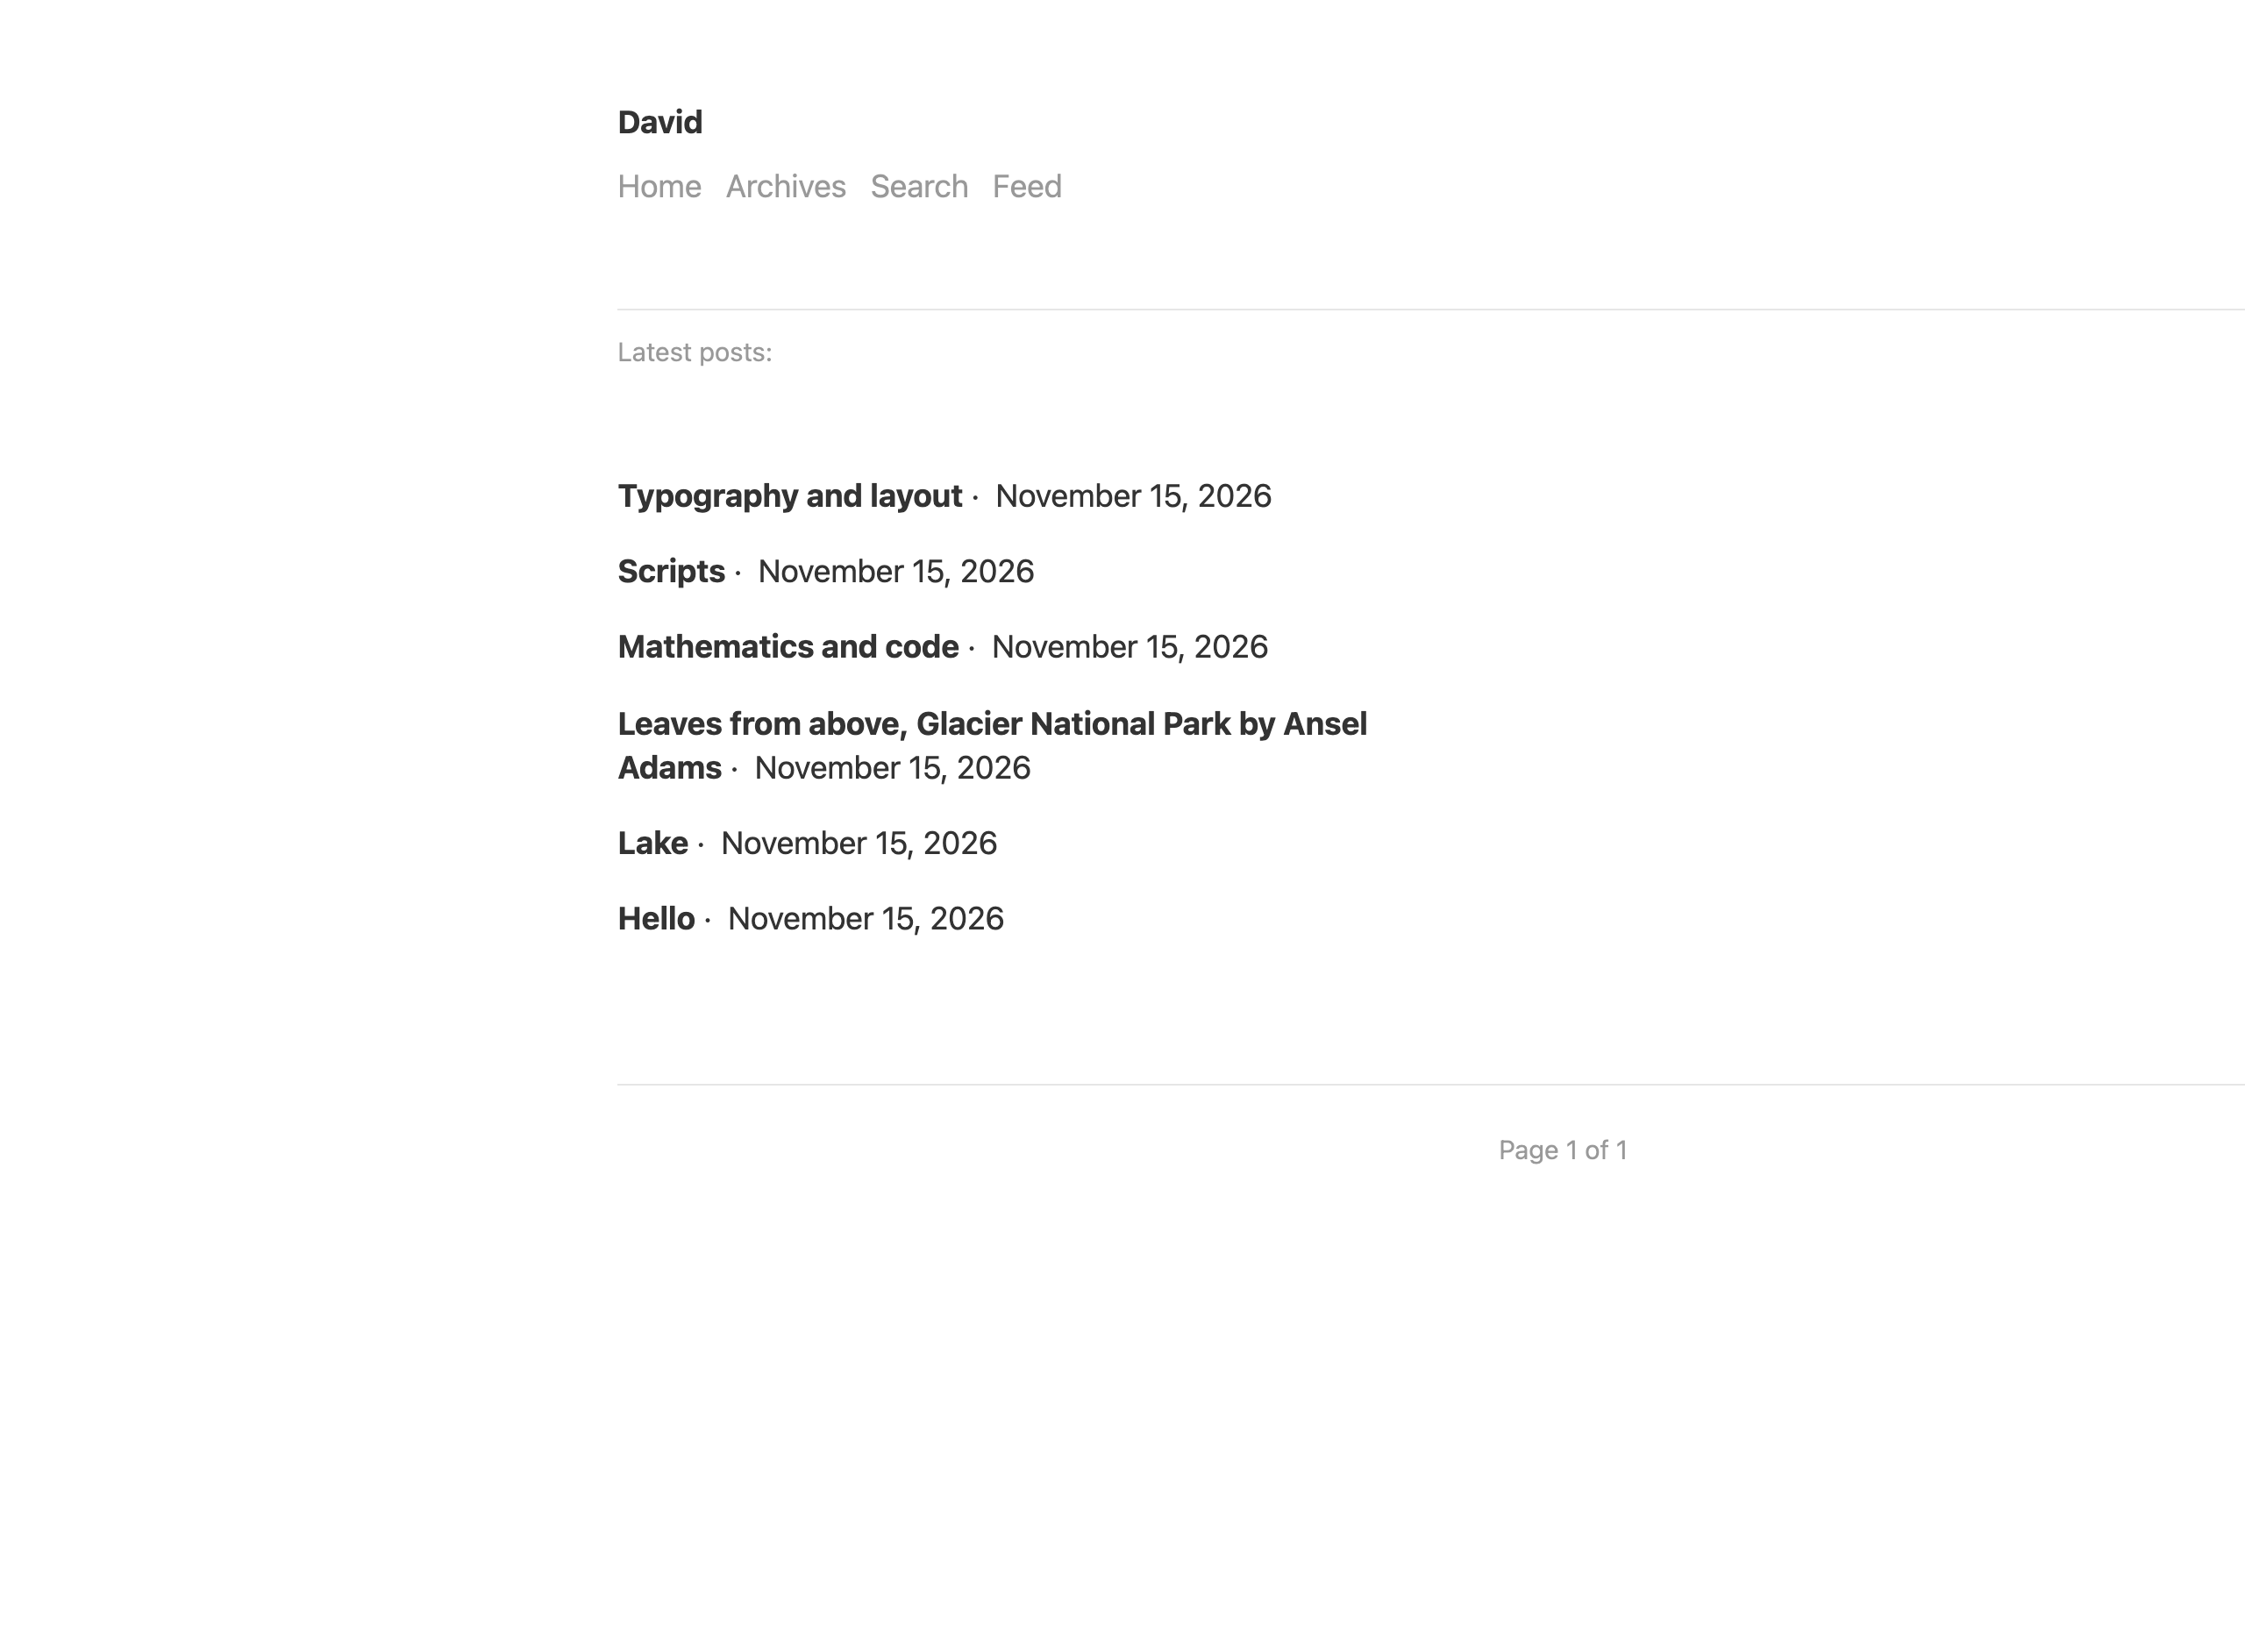 David
Home Archives Search Feed
Latest posts:
Typography and layout · November 15, 2026
Scripts · November 15, 2026
Mathematics and code · November 15, 2026
Leaves from above, Glacier National Park by Ansel
Adams · November 15, 2026
Lake · November 15, 2026
Hello · November 15, 2026
Page 1 of 1